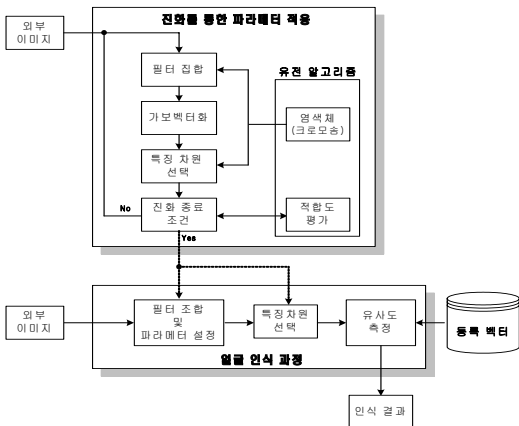 진화를 통한 파라메터 적용
외부
이미지
필터 집합
유전 알고리즘
가보벡터화
염색체
(크로모송)
특징 차원
선택
No
진화 종료
조건
적합도
평가
Yes
외부
이미지
필터 조합
및
파라메터 설정
특징차원
선택
유사도
측정
등록 벡터
얼굴 인식 과정
인식 결과